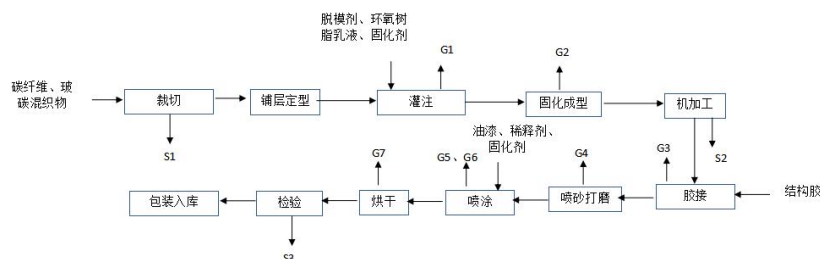 脱模剂、环氧树
脂乳液、固化剂
G1
G2
碳纤维、玻
碳混织物
裁切
铺层定型
灌注
固化成型
机加工
S1
油漆、稀释剂、
固化剂
G7
G5、G6
G4
G3
S2
包装入库
检验
烘干
喷涂
喷砂打磨
胶接
结构胶
S3